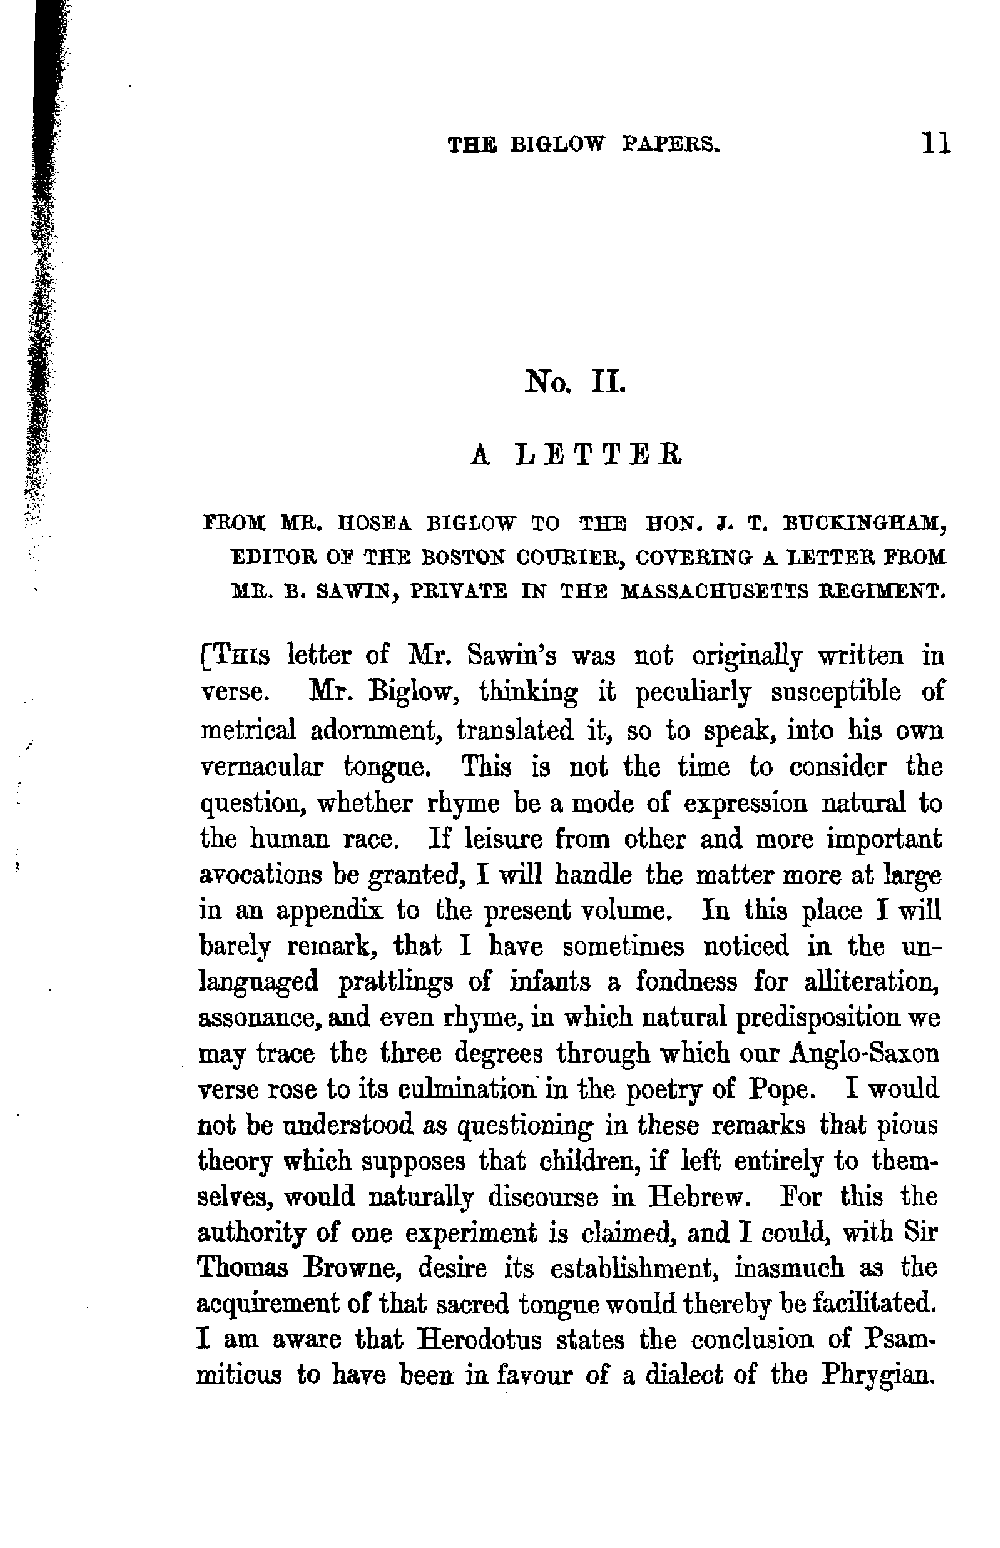 THE BIGLOW PAPERS. 11
No. II.
A LETTER
FROM MR. HOSEA BIGLOW TO THE HON. J. T. BUCKINGHAM,
EDITOR OF THE BOSTON COURIER, COVERING A LETTER FROM
MR. B. SAWIN, PRIVATE IN THE MASSACHUSETTS REGIMENT.
[THIS letter of Mr. Sawin's was not originally written in
verse. Mr. Biglow, thinking it peculiarly susceptible of
metrical adornment, translated it, so to speak, into his own
vernacular tongue. This is not the time to consider the
question, whether rhyme be a mode of expression natural to
the human race. If leisure from other and more important
avocations be granted, I will handle the matter more at large
in an appendix to the present volume. In this place I will
barely remark, that I have sometimes noticed in the un-
languaged prattlings of infants a fondness for alliteration,
assonance, and even rhyme, in which natural predisposition we
may trace the three degrees through which our Anglo-Saxon
verse rose to its culmination in the poetry of Pope. I would
not be understood as questioning in these remarks that pious
theory which supposes that children, if left entirely to them-
selves, would naturally discourse in Hebrew. For this the
authority of one experiment is claimed, and I could, with Sir
Thomas Browne, desire its establishment, inasmuch as the
acquirement of that sacred tongue would thereby be facilitated.
I am aware that Herodotus states the conclusion of Psam-
miticus to have been in favour of a dialect of the Phrygian.